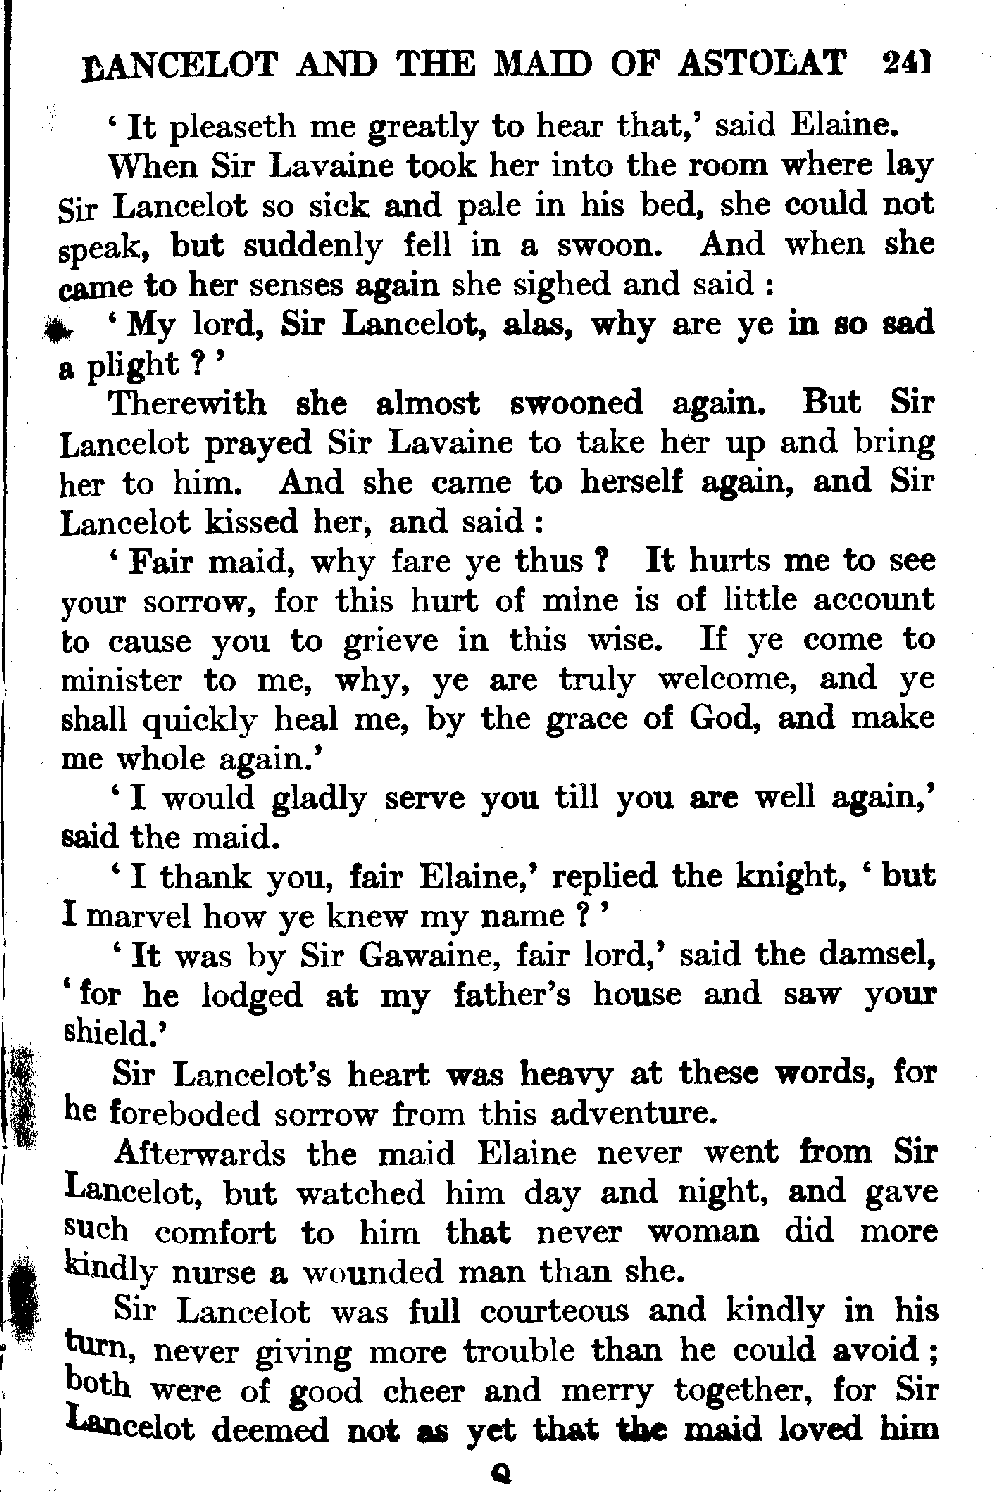 LANCELOT AND THE MAID OF ASTOLAT 241
‘ It pleaseth me greatly to hear that,’ said Elaine.
When Sir Lavaine took her into the room where lay
Sir Lancelot so sick and pale in his bed, she could not
speak, but suddenly fell in a swoon. And when she
came to her senses again she sighed and said :
‘ My lord, Sir Lancelot, alas, why are ye in so sad
a plight ? ’
Therewith she almost swooned again. But Sir
Lancelot prayed Sir Lavaine to take her up and bring
her to him. And she came to herself again, and Sir
Lancelot kissed her, and said :
‘ Fair maid, why fare ye thus ? It hurts me to see
your sorrow, for this hurt of mine is of little account
to cause you to grieve in this wise. If ye come to
minister to me, why, ye are truly welcome, and ye
shall quickly heal me, by the grace of God, and make
me whole again.’
‘ I would gladly serve you till you are well again,’
said the maid.
‘ I thank you, fair Elaine,’ replied the knight, ‘ but
I marvel how ye knew my name ? ’
‘ It was by Sir Gawaine, fair lord,’ said the damsel,
‘ for he lodged at my father’s house and saw your
shield.’
Sir Lancelot’s heart was heavy at these words, for
he foreboded sorrow from this adventure.
Afterwards the maid Elaine never went from Sir
Lancelot, but watched him day and night, and gave
such comfort to him that never woman did more
kindly nurse a wounded man than she.
Sir Lancelot was full courteous and kindly in his
turn, never giving more trouble than he could avoid ;
both were of good cheer and merry together, for Sir
Lancelot deemed not as yet that the maid loved him
Q